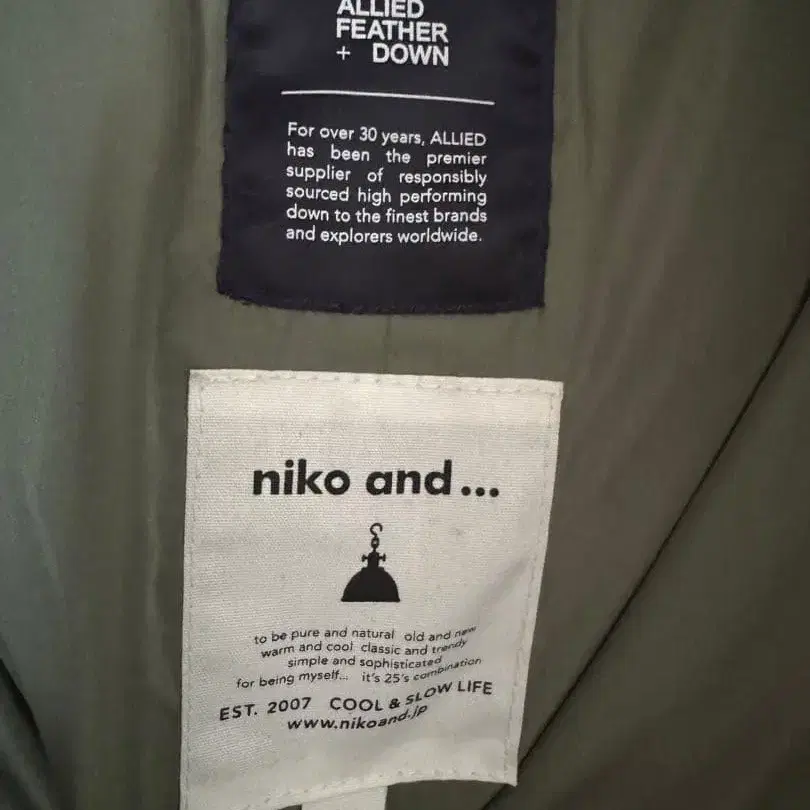 ALLIED
FEATHER
+ DOWN
For over 30 years, ALLIED
has been the premier
supplier of responsibly
sourced high performing
down to the finest brands
and explorers worldwide.
niko and...
to be pure and natural old and new
warm and cool classic and trendy
simple and sophisticated
for being myself... it's 25's combination
EST. 2007 COOL & SLOW LIFE
www.nikoand.jp